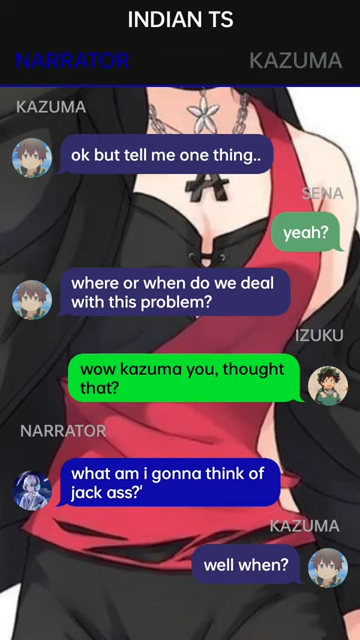 INDIAN TS
NARRATOR KAZUMA
KAZUMA
ok but tell me one thing..
SENA
yeah?
where or when do we deal
with this problem?
IZUKU
wow kazuma you, thought
that?
NARRATOR
what am i gonna think of
jack ass?'
KAZUMA
well when?